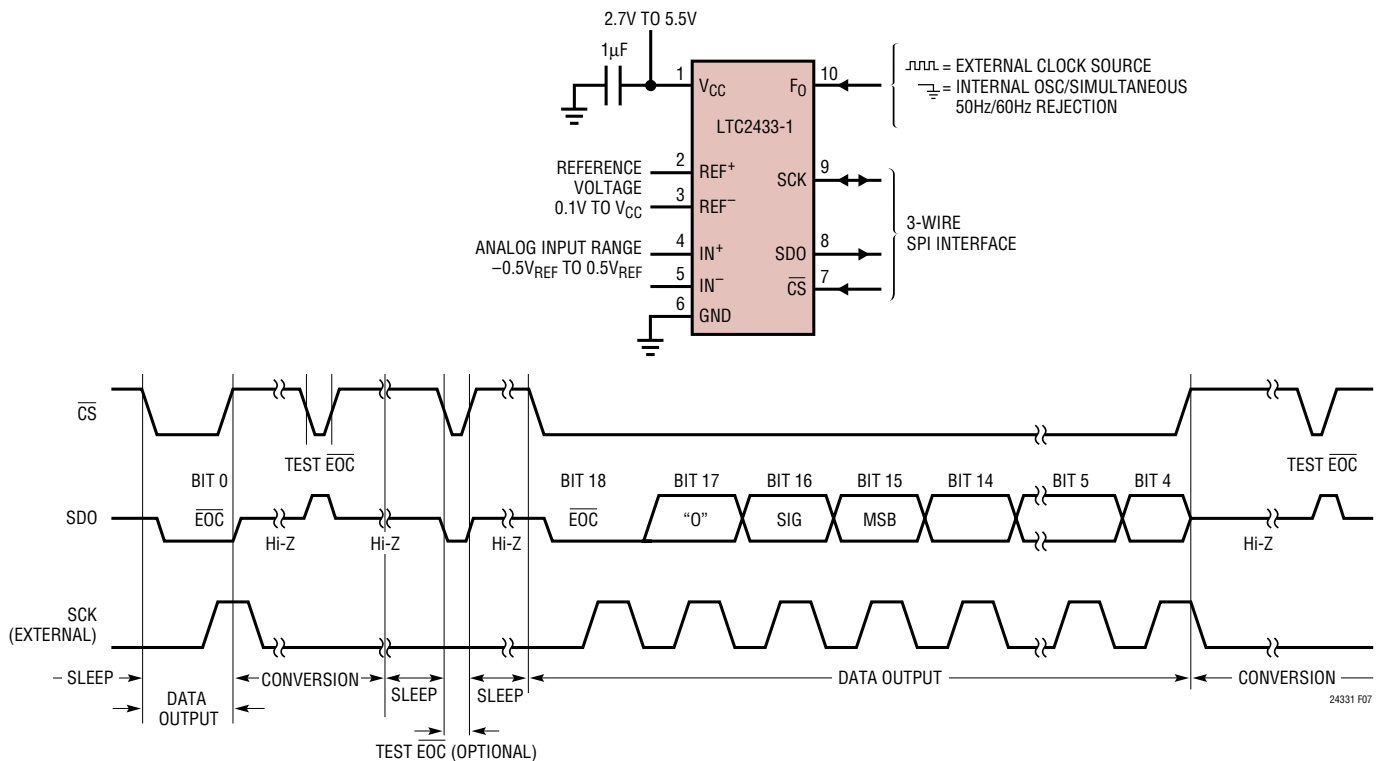 2.7V TO 5.5V
1µF
1
VCC
FO
10
LTC2433-1
= EXTERNAL CLOCK SOURCE
= INTERNAL OSC/SIMULTANEOUS
50Hz/60Hz REJECTION
REFERENCE
VOLTAGE
0.1V TO VCC
2
REF+
3
REF–
SCK
9
ANALOG INPUT RANGE
–0.5VREF TO 0.5VREF
4
IN+
5
IN–
6
GND
SDO
8
CS
7
3-WIRE
SPI INTERFACE
CS
TEST EOC
TEST EOC
BIT 0
BIT 18
BIT 17
BIT 16
BIT 15
BIT 14
BIT 5
BIT 4
SDO
EOC
EOC
"0"
SIG
MSB
Hi-Z
Hi-Z
Hi-Z
Hi-Z
SCK
(EXTERNAL)
SLEEP
DATA
OUTPUT
CONVERSION
SLEEP
SLEEP
DATA OUTPUT
CONVERSION
TEST EOC (OPTIONAL)
24331 F07